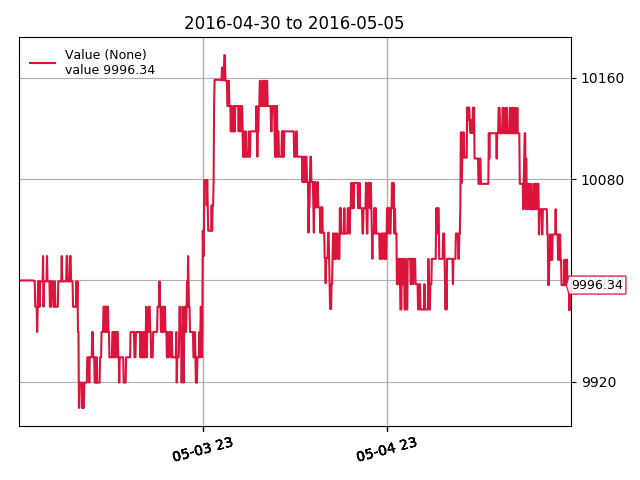 2016-04-30 to 2016-05-05
Value (None)
value 9996.34
10160
10080
9996.34
9920
05-03 23
05-04 23